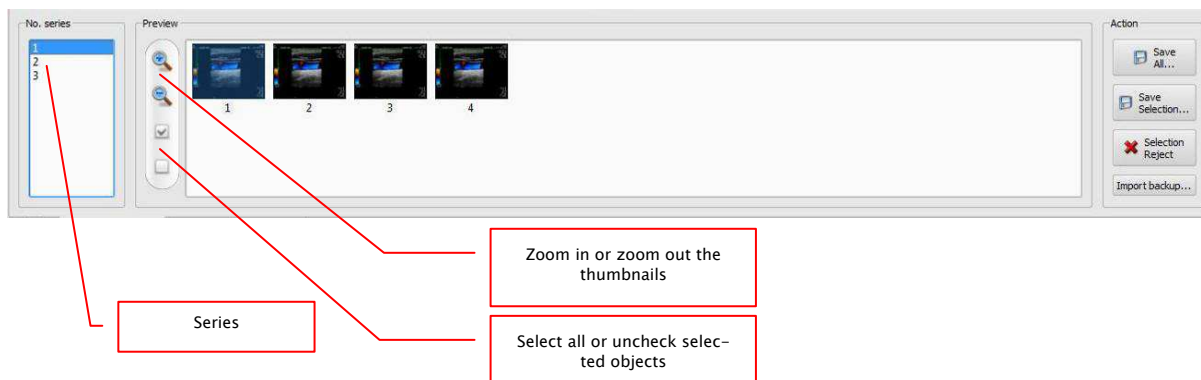 No. series
1
2
3
Preview
1
2
3
4
Action
Save
All...
Save
Selection...
Selection
Reject
Import backup...
Zoom in or zoom out the
thumbnails
Series
Select all or uncheck selec-
ted objects